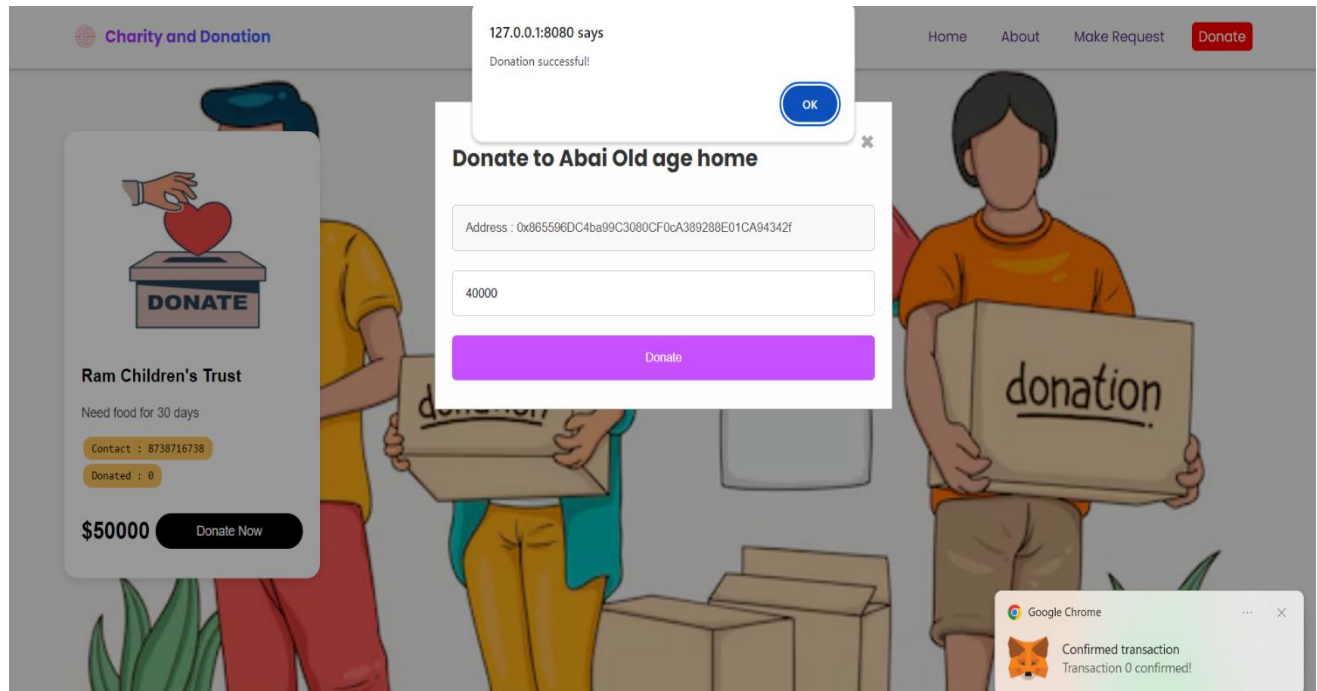 Charity and Donation
Home About Make Request Donate
127.0.0.1:8080 says
Donation successful!
OK
Donate to Abai Old age home
Address : 0x865596DC4ba99C3080CF0cA389288E01CA94342f
40000
Donate
DONATE
Ram Children's Trust
Need food for 30 days
Contact : 8738716738
Donated : 0
$50000 Donate Now
donation
donation
Google Chrome
Confirmed transaction
Transaction 0 confirmed!